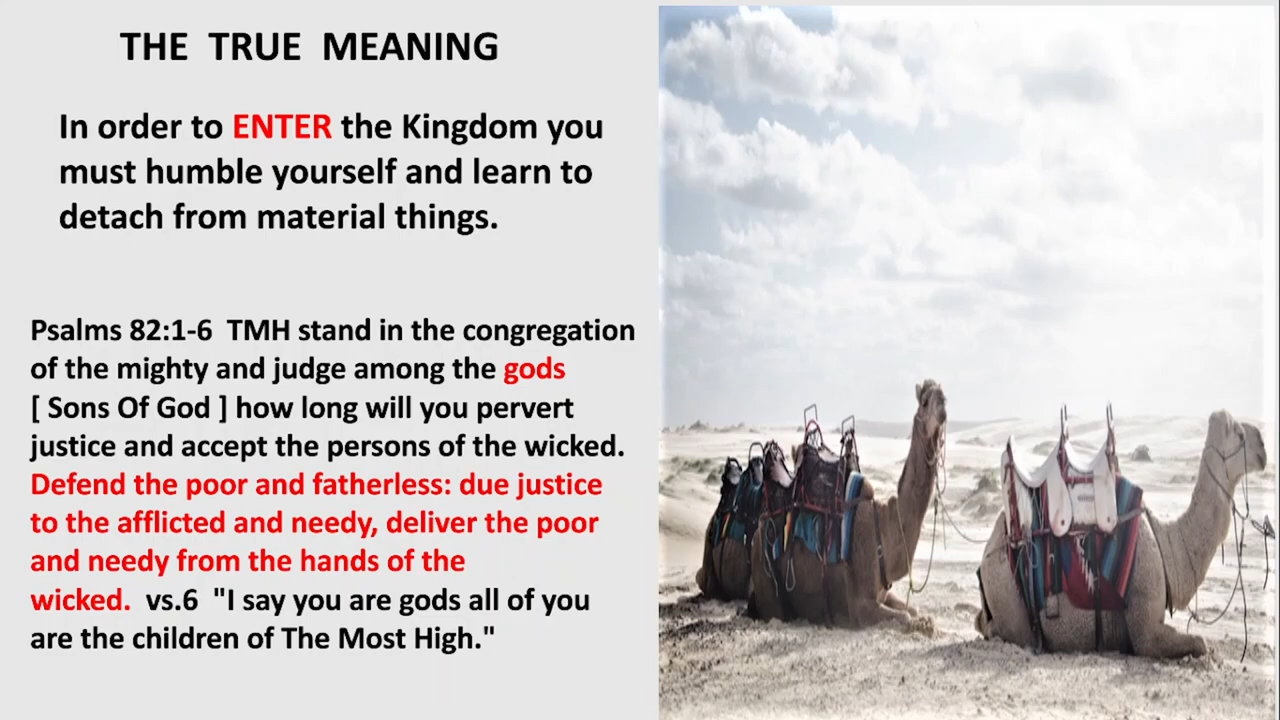 THE TRUE MEANING
In order to ENTER the Kingdom you
must humble yourself and learn to
detach from material things.
Psalms 82:1-6 TMH stand in the congregation
of the mighty and judge among the gods
[ Sons Of God ] how long will you pervert
justice and accept the persons of the wicked.
Defend the poor and fatherless: due justice
to the afflicted and needy, deliver the poor
and needy from the hands of the
wicked. vs.6 "I say you are gods all of you
are the children of The Most High."